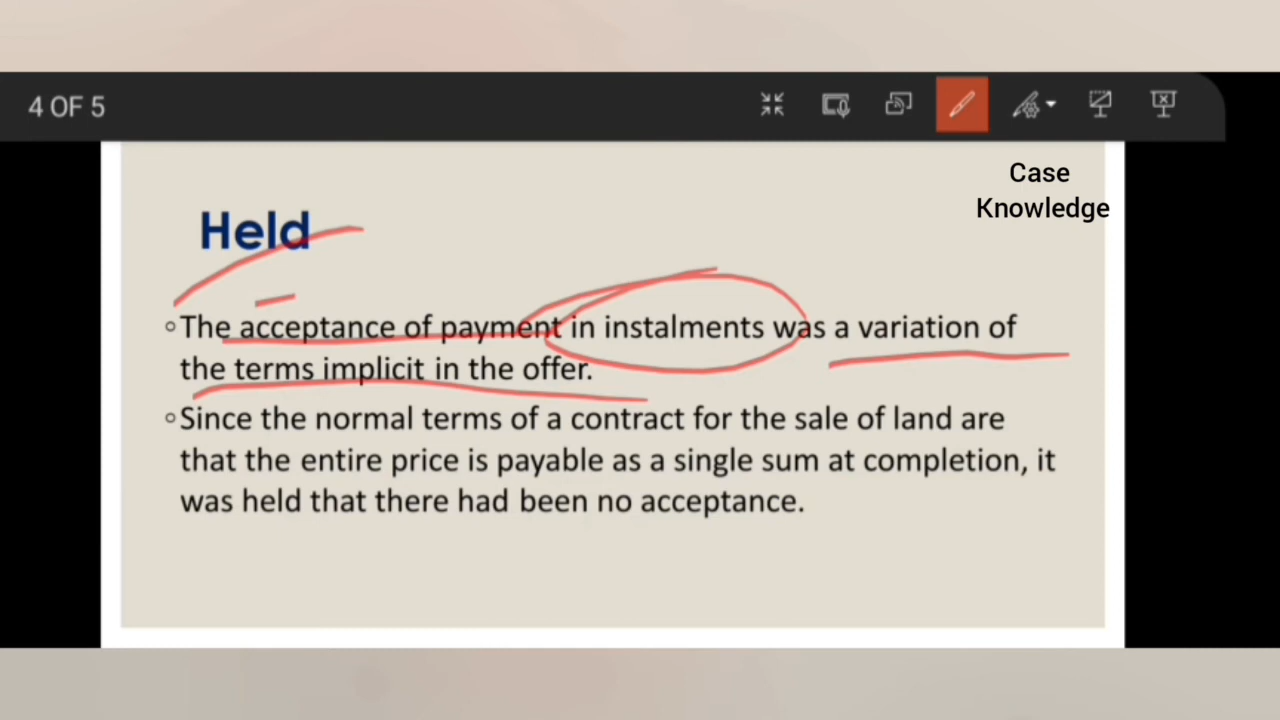 4 OF 5
Case
Knowledge
Held
The acceptance of payment in instalments was a variation of
the terms implicit in the offer.
Since the normal terms of a contract for the sale of land are
that the entire price is payable as a single sum at completion, it
was held that there had been no acceptance.